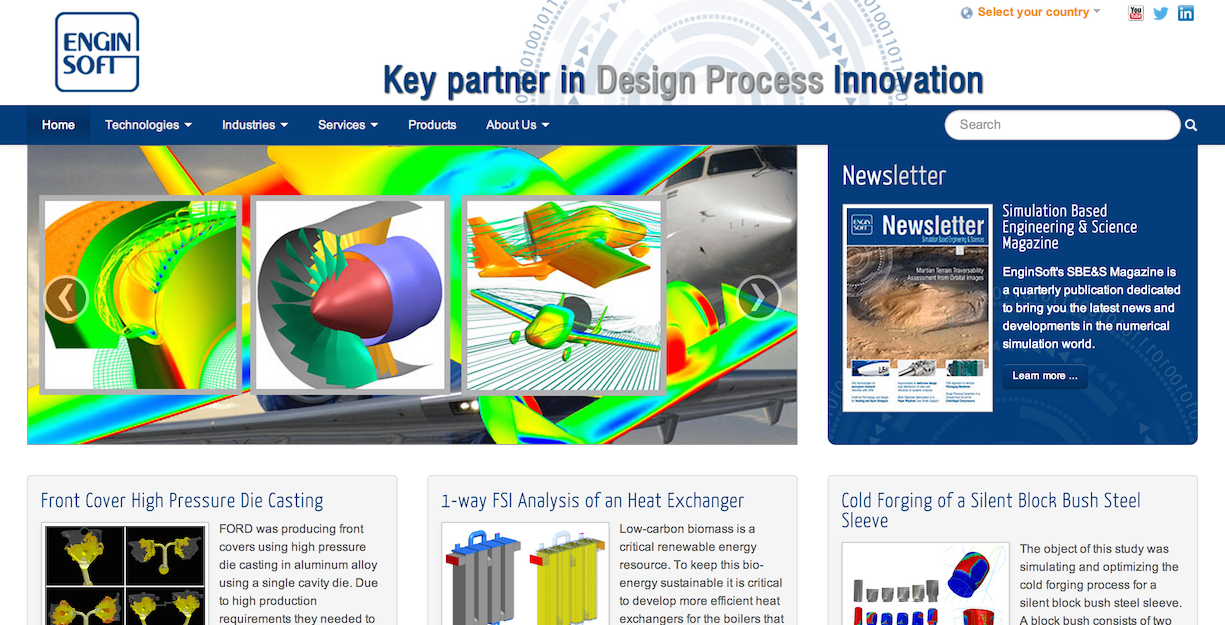 Select your country
You
Tube
in
ENGIN
SOFT
Key partner in Design Process Innovation
Home
Technologies
Industries
Services
Products
About Us
Search
Newsletter
ENGIN
SOFT
Newsletter
Simulation Based Engineering & Sciences
Martian Terrain Traversability
Assessment from Orbital Images
Simulation Based
Engineering & Science
Magazine
EnginSoft's SBE&S Magazine is
a quarterly publication dedicated
to bring you the latest news and
developments in the numerical
simulation world.
Learn more ...
Front Cover High Pressure Die Casting
FORD was producing front
covers using high pressure
die casting in aluminum alloy
using a single cavity die. Due
to high production
requirements they needed to
1-way FSI Analysis of an Heat Exchanger
Low-carbon biomass is a
critical renewable energy
resource. To keep this bio-
energy sustainable it is critical
to develop more efficient heat
exchangers for the boilers that
Cold Forging of a Silent Block Bush Steel
Sleeve
The object of this study was
simulating and optimizing the
cold forging process for a
silent block bush steel sleeve.
A block bush consists of two